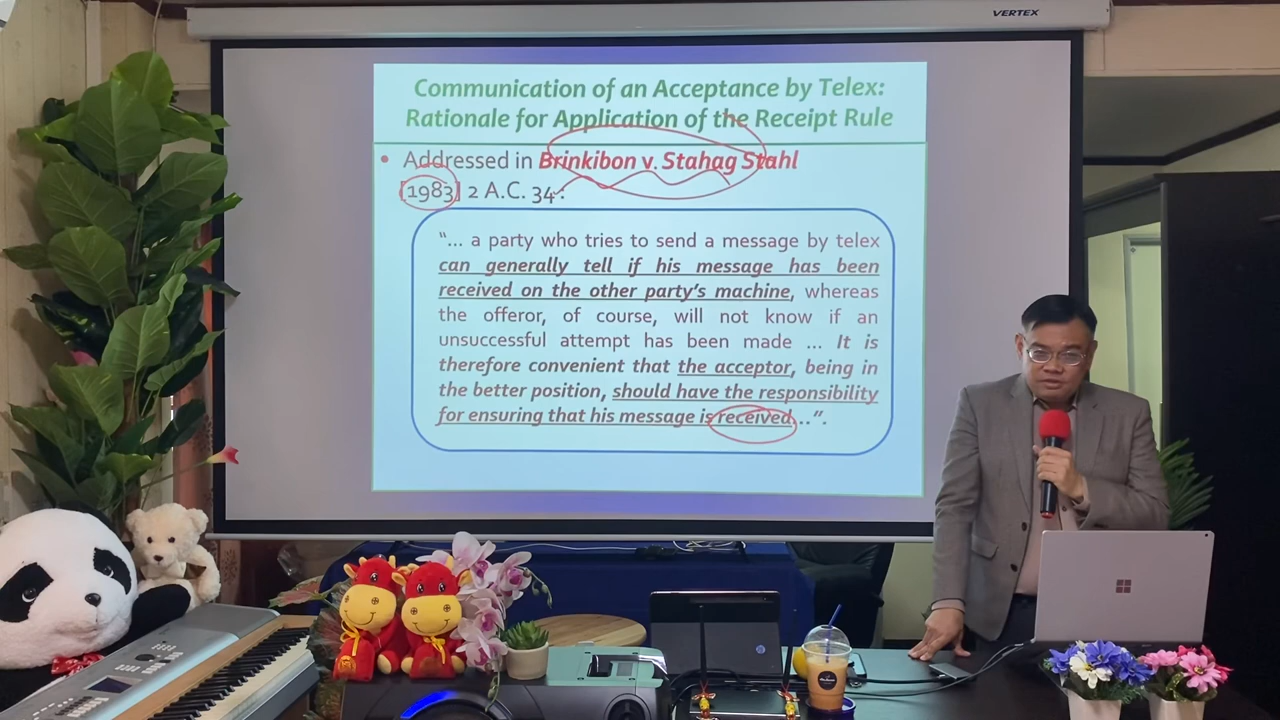 VERTEX
Communication of an Acceptance by Telex:
Rationale for Application of the Receipt Rule
• Addressed in Brinkibon v. Stahag Stahl
[1983] 2 A.C. 34:
“... a party who tries to send a message by telex
can generally tell if his message has been
received on the other party’s machine, whereas
the offeror, of course, will not know if an
unsuccessful attempt has been made ... It is
therefore convenient that the acceptor, being in
the better position, should have the responsibility
for ensuring that his message is received...”.